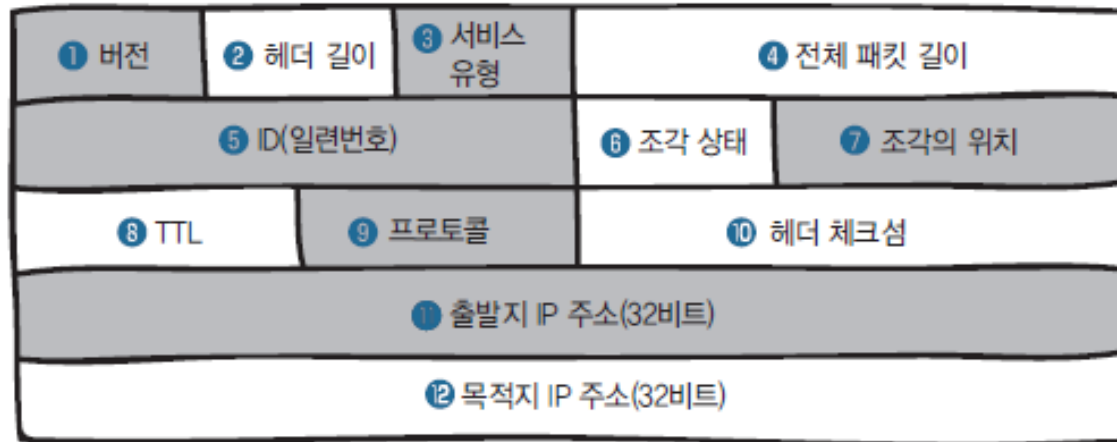 ❶ 버전
❷ 헤더 길이
❸ 서비스
유형
❹ 전체 패킷 길이
❺ ID(일련번호)
❻ 조각 상태
❼ 조각의 위치
❽ TTL
❾ 프로토콜
❿ 헤더 체크섬
⓫ 출발지 IP 주소(32비트)
⓬ 목적지 IP 주소(32비트)